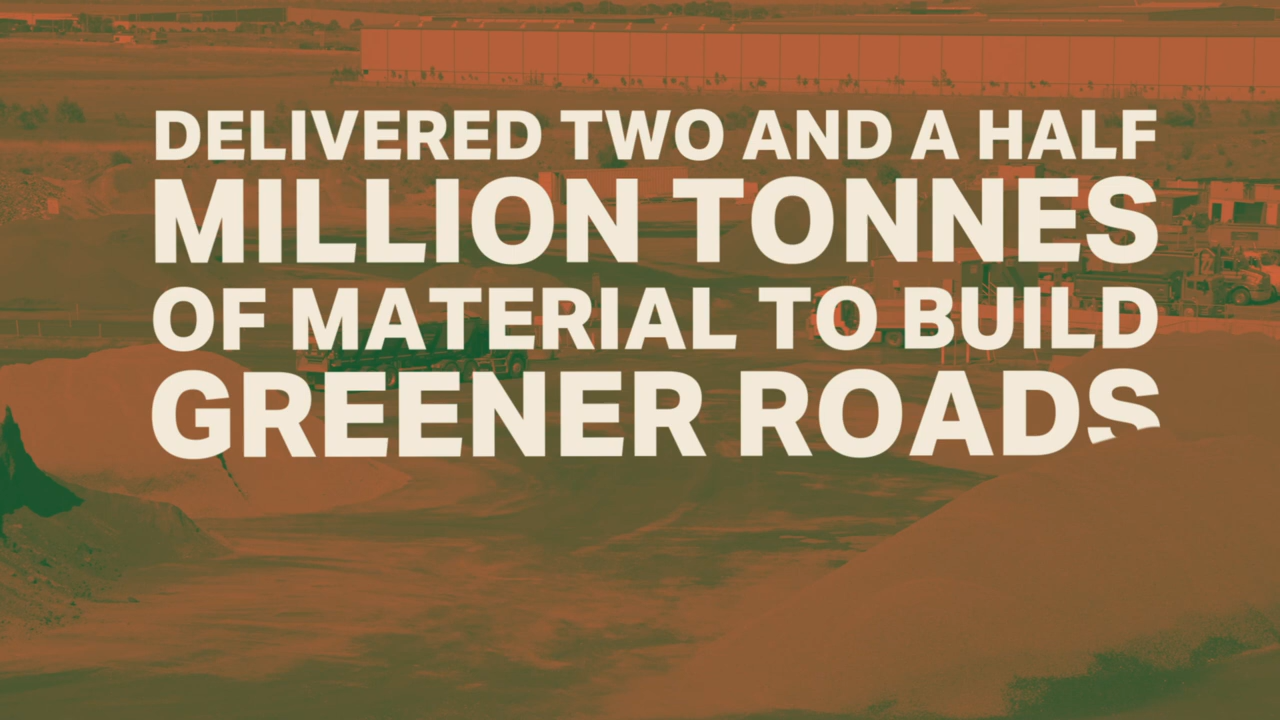 DELIVERED TWO AND A HALF
MILLION TONNES
OF MATERIAL TO BUILD
GREENER ROADS